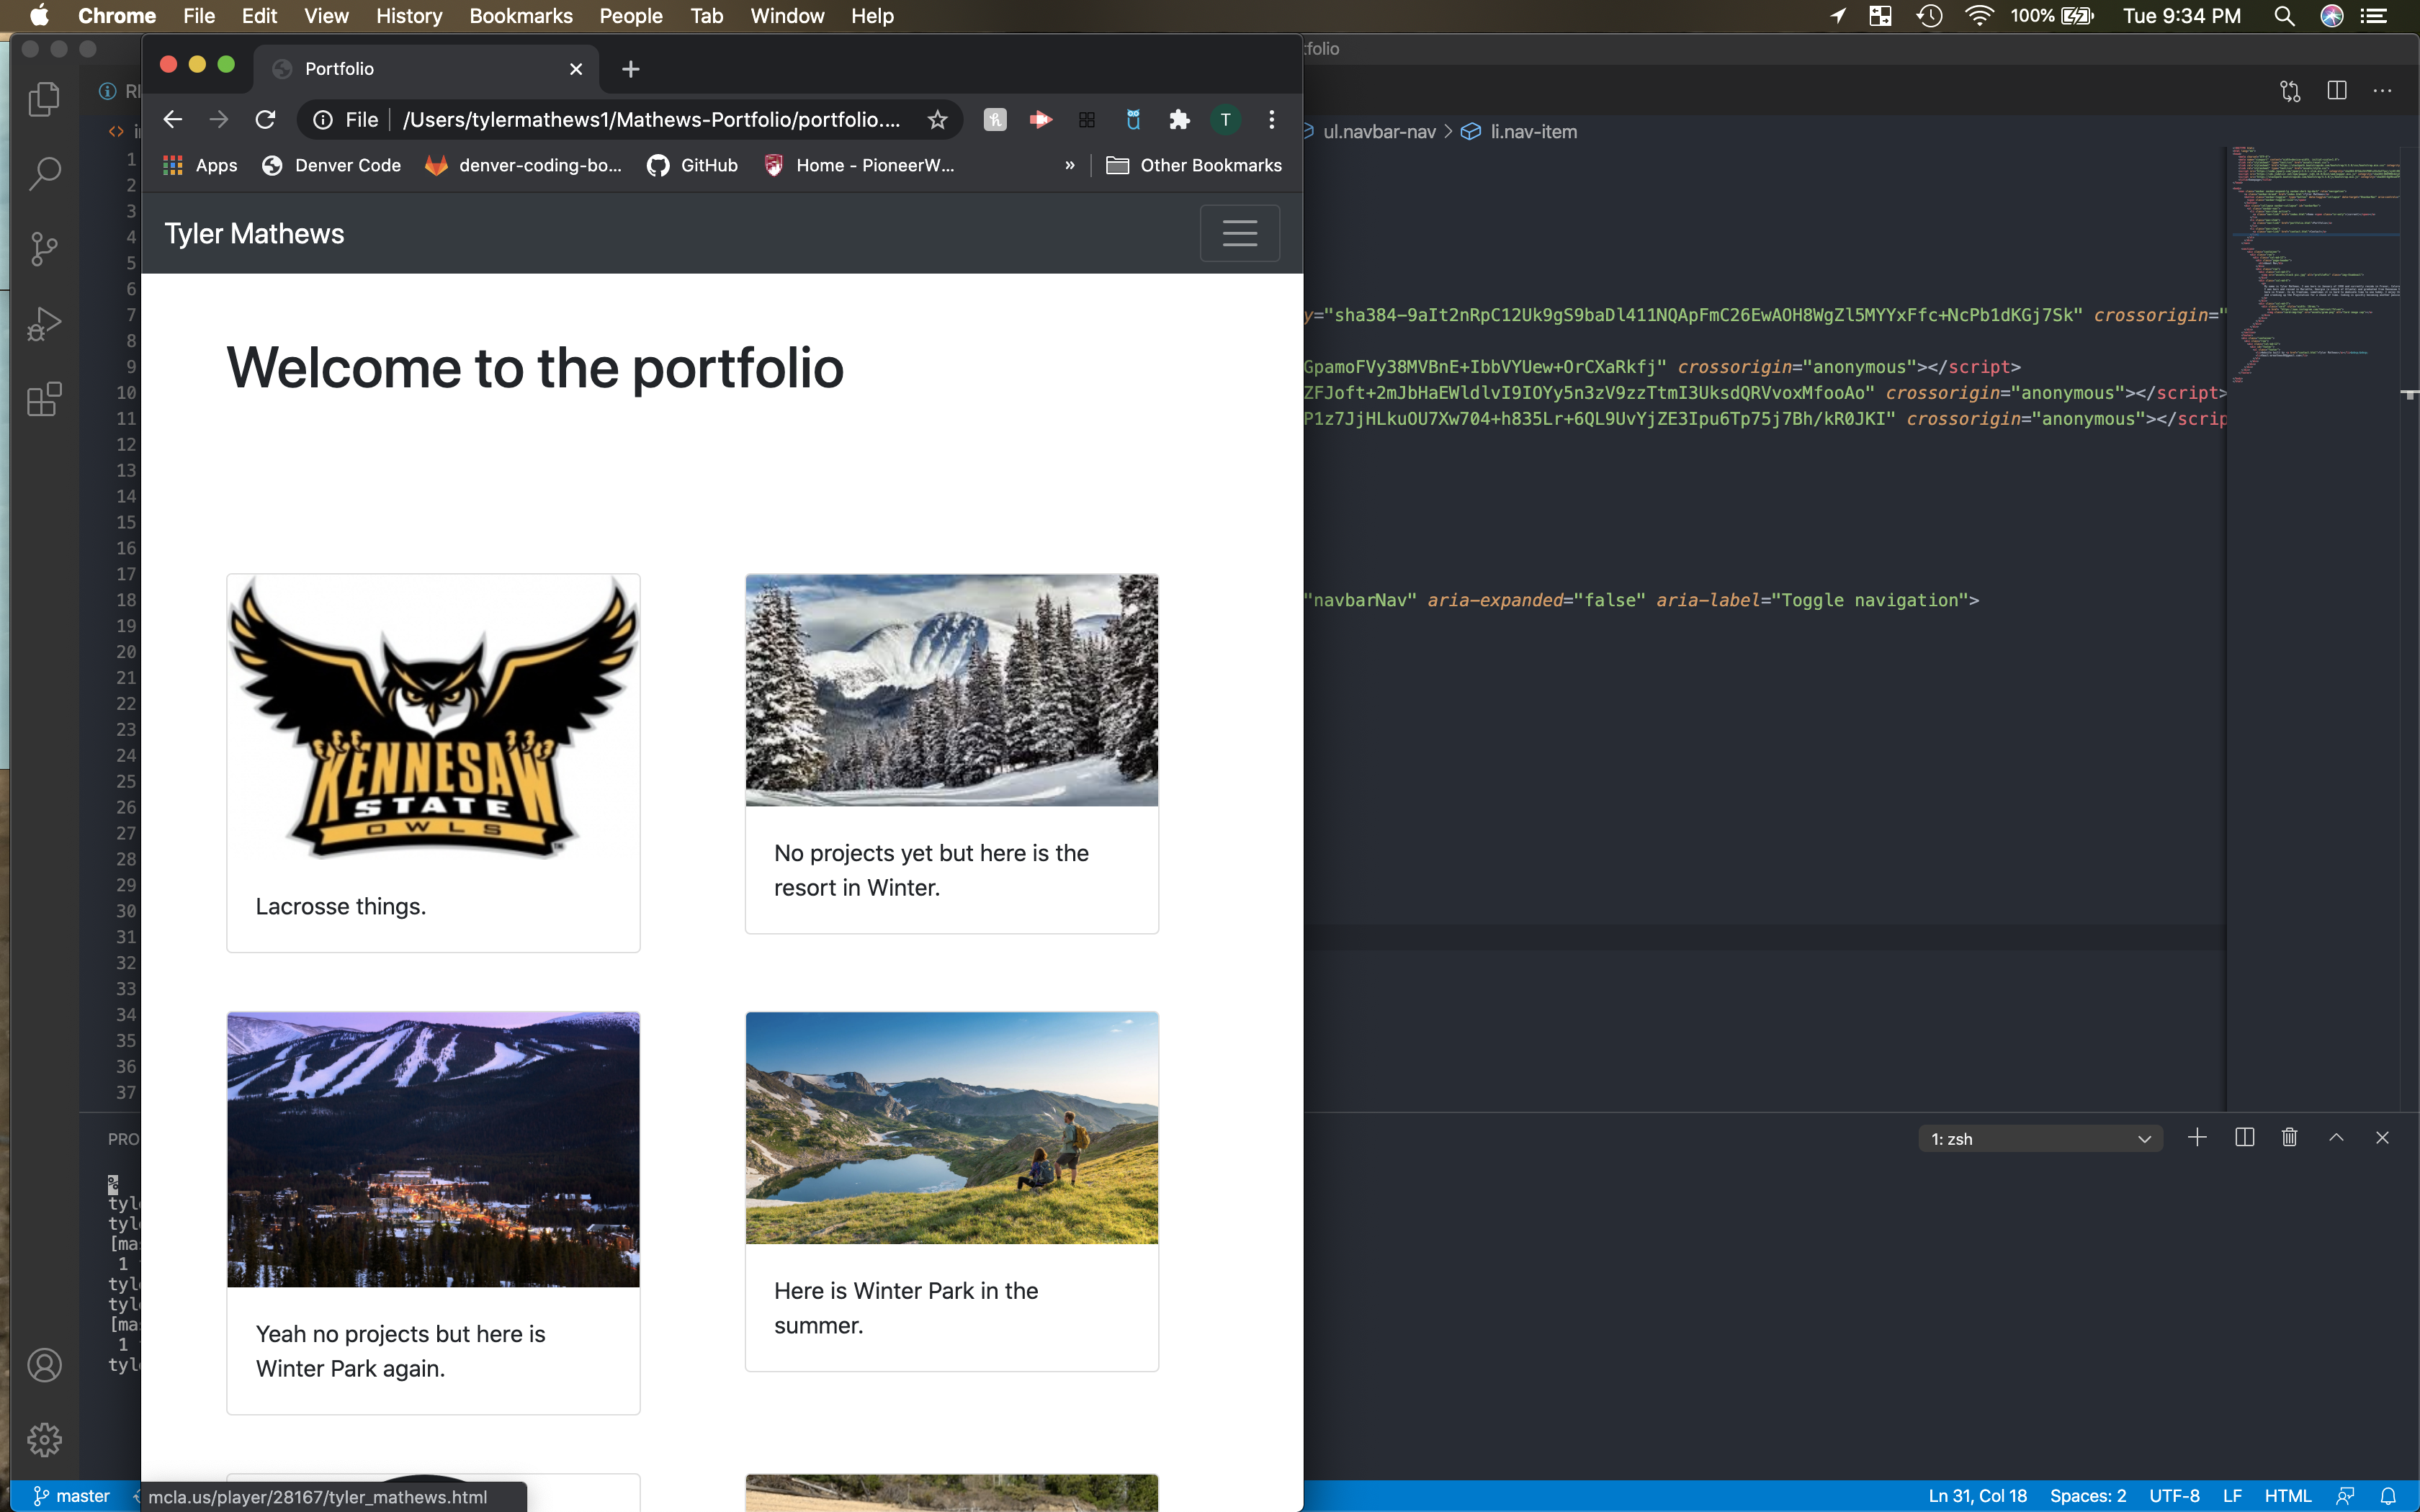 Chrome File Edit View History Bookmarks People Tab Window Help
100% Tue 9:34 PM
Portfolio
File /Users/tylermathews1/Mathews-Portfolio/portfolio....
T
Apps Denver Code denver-coding-bo... GitHub Home - PioneerW... » Other Bookmarks
Tyler Mathews
Welcome to the portfolio
KENNESAW
STATE
OWLS
Lacrosse things.
No projects yet but here is the
resort in Winter.
Yeah no projects but here is
Winter Park again.
Here is Winter Park in the
summer.
mcla.us/player/28167/tyler_mathews.html
tfolio
ul.navbar-nav > li.nav-item
1
2
3
4
5
6
7
8
9
10
11
12
13
14
15
16
17
18
19
20
21
22
23
24
25
26
27
28
29
30
31
32
33
34
35
36
37
y="sha384-9aIt2nRpC12Uk9gS9baDl411NQApFmC26EwAOH8WgZl5MYYxFfc+NcPb1dKGj7Sk" crossorigin="
GpamoFVy38MVBnE+IbbVYUew+OrCXaRkfj" crossorigin="anonymous"></script>
ZFJoft+2mJbHaEWldlvI9IOYy5n3zV9zzTtmI3UksdQRVvoxMfooAo" crossorigin="anonymous"></script>
P1z7JjHLkuOU7Xw704+h835Lr+6QL9UvYjZE3Ipu6Tp75j7Bh/kR0JKI" crossorigin="anonymous"></scrip
"navbarNav" aria-expanded="false" aria-label="Toggle navigation">
PRO
1: zsh
%
tyl
tyl
[ma
1
tyl
tyl
[ma
1
tyl
master
Ln 31, Col 18 Spaces: 2 UTF-8 LF HTML